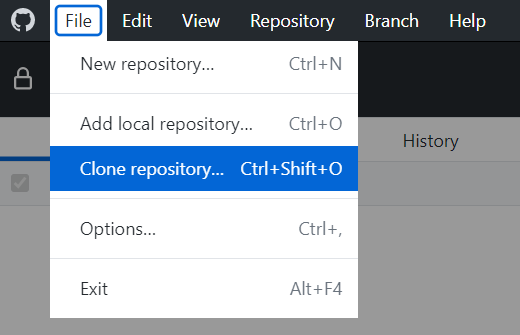 File Edit View Repository Branch Help
New repository... Ctrl+N
Add local repository... Ctrl+O
History
Clone repository... Ctrl+Shift+O
Options... Ctrl+,
Exit Alt+F4